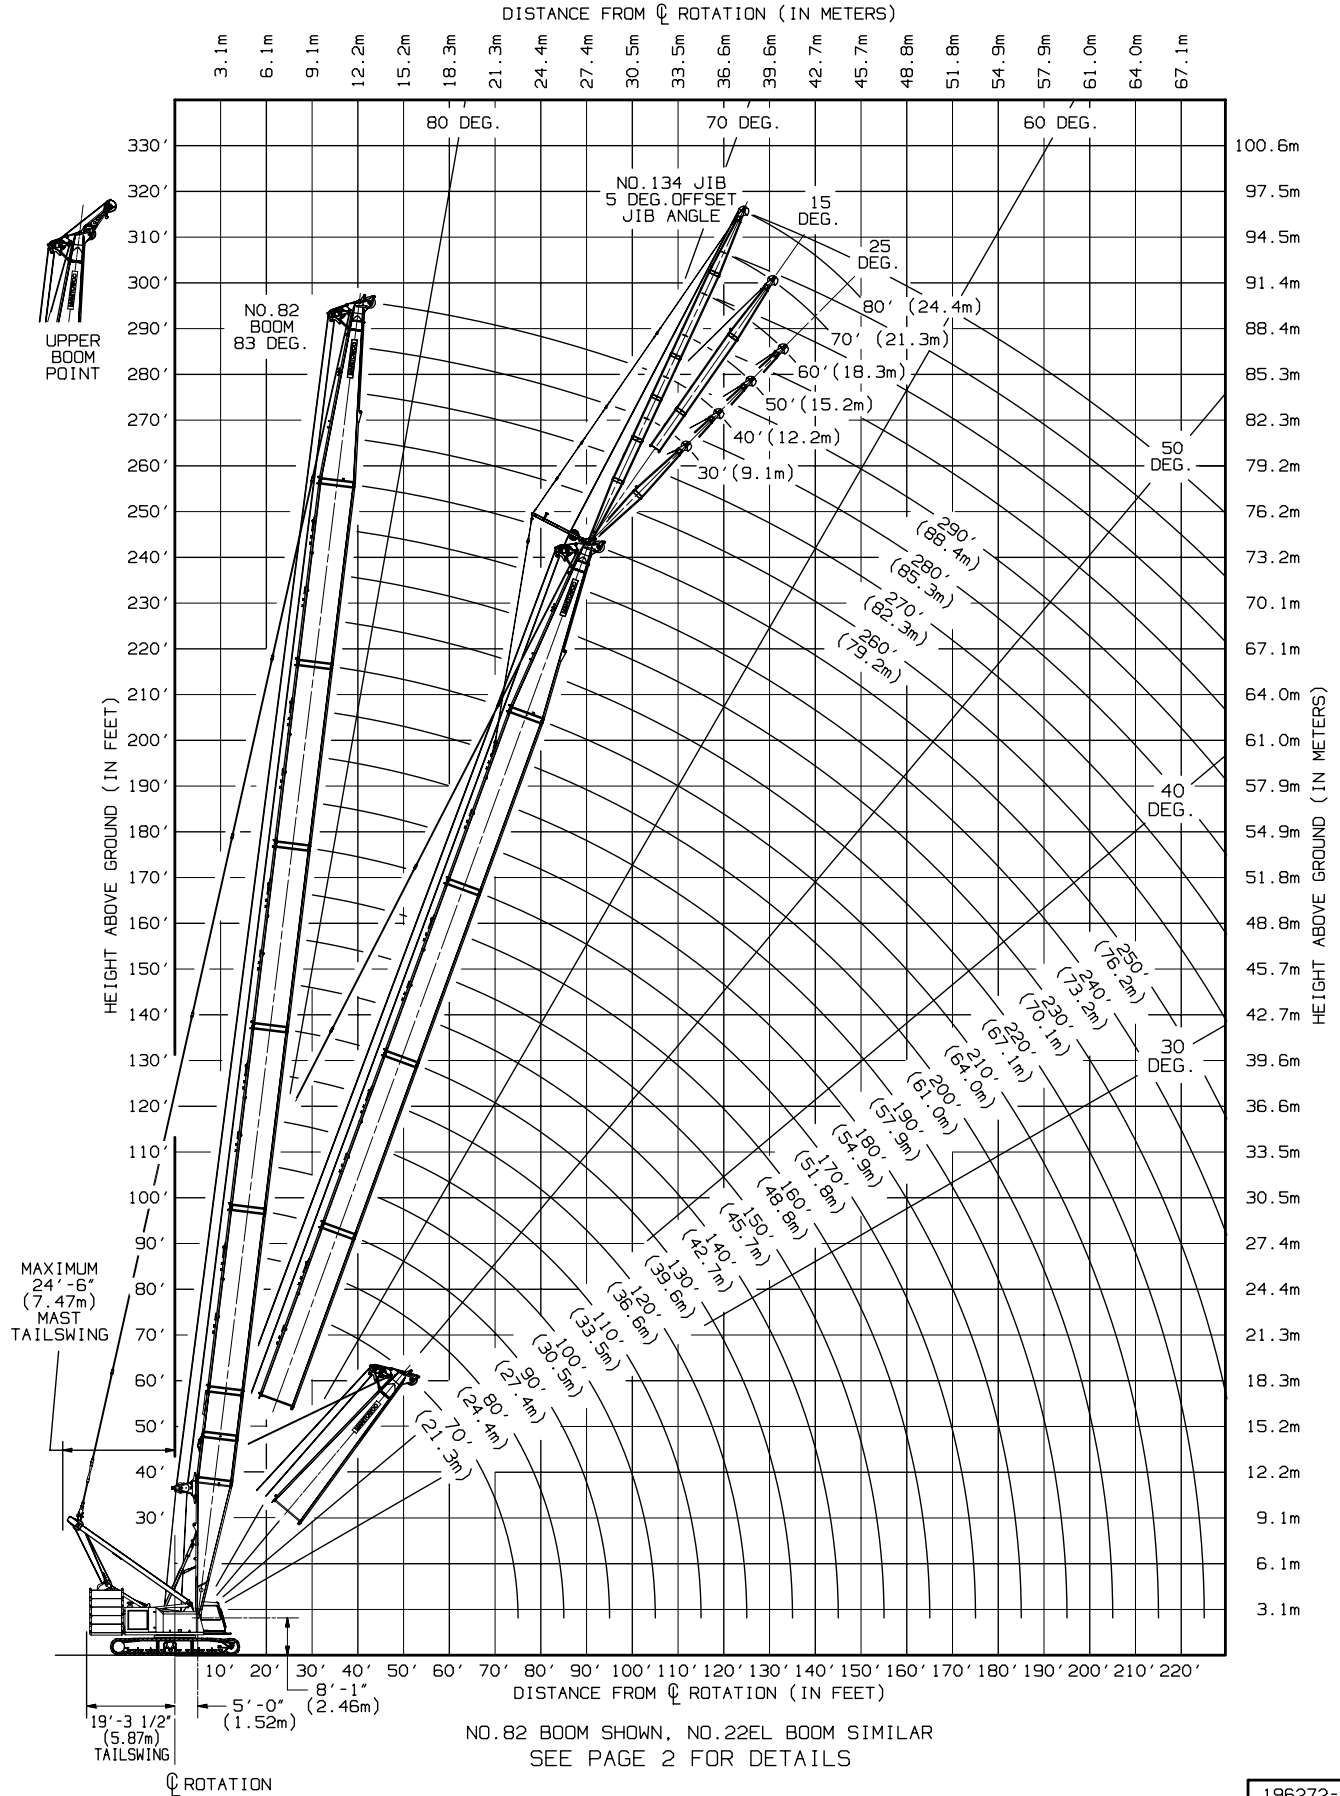 DISTANCE FROM ℄ ROTATION (IN METERS)
3.1m 6.1m 9.1m 12.2m 15.2m 18.3m 21.3m 24.4m 27.4m 30.5m 33.5m 36.6m 39.6m 42.7m 45.7m 48.8m 51.8m 54.9m 57.9m 61.0m 64.0m 67.1m
80 DEG.
70 DEG.
60 DEG.
330′ 100.6m
320′ 97.5m
310′ 94.5m
300′ 91.4m
290′ 88.4m
280′ 85.3m
270′ 82.3m
260′ 79.2m
250′ 76.2m
240′ 73.2m
230′ 70.1m
220′ 67.1m
210′ 64.0m
200′ 61.0m
190′ 57.9m
180′ 54.9m
170′ 51.8m
160′ 48.8m
150′ 45.7m
140′ 42.7m
130′ 39.6m
120′ 36.6m
110′ 33.5m
100′ 30.5m
90′ 27.4m
80′ 24.4m
70′ 21.3m
60′ 18.3m
50′ 15.2m
40′ 12.2m
30′ 9.1m
6.1m
3.1m
HEIGHT ABOVE GROUND (IN FEET)
HEIGHT ABOVE GROUND (IN METERS)
UPPER
BOOM
POINT
NO.82
BOOM
83 DEG.
NO.134 JIB
5 DEG.OFFSET
JIB ANGLE
15
DEG.
25
DEG.
80′ (24.4m)
70′ (21.3m)
60′(18.3m)
50′(15.2m)
40′(12.2m)
30′(9.1m)
50
DEG.
40
DEG.
30
DEG.
290′
(88.4m)
280′
(85.3m)
270′
(82.3m)
260′
(79.2m)
250′
(76.2m)
240′
(73.2m)
230′
(70.1m)
220′
(67.1m)
210′
(64.0m)
200′
(61.0m)
190′
(57.9m)
180′
(54.9m)
170′
(51.8m)
160′
(48.8m)
150′
(45.7m)
140′
(42.7m)
130′
(39.6m)
120′
(36.6m)
110′
(33.5m)
100′
(30.5m)
90′
(27.4m)
80′
(24.4m)
70′
(21.3m)
MAXIMUM
24′-6″
(7.47m)
MAST
TAILSWING
10′ 20′ 30′ 40′ 50′ 60′ 70′ 80′ 90′ 100′ 110′ 120′ 130′ 140′ 150′ 160′ 170′ 180′ 190′ 200′ 210′ 220′
DISTANCE FROM ℄ ROTATION (IN FEET)
8′-1″
(2.46m)
5′-0″
(1.52m)
19′-3 1/2″
(5.87m)
TAILSWING
℄ ROTATION
NO.82 BOOM SHOWN, NO.22EL BOOM SIMILAR
SEE PAGE 2 FOR DETAILS
196272-